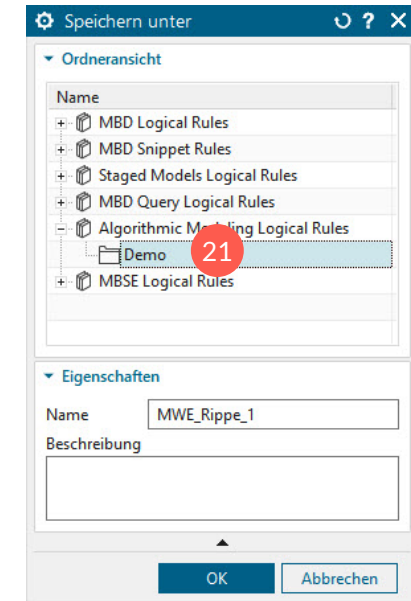 Speichern unter
Ordneransicht
Name
MBD Logical Rules
MBD Snippet Rules
Staged Models Logical Rules
MBD Query Logical Rules
Algorithmic Modeling Logical Rules
Demo 21
MBSE Logical Rules
Eigenschaften
Name MWE_Rippe_1
Beschreibung
OK Abbrechen